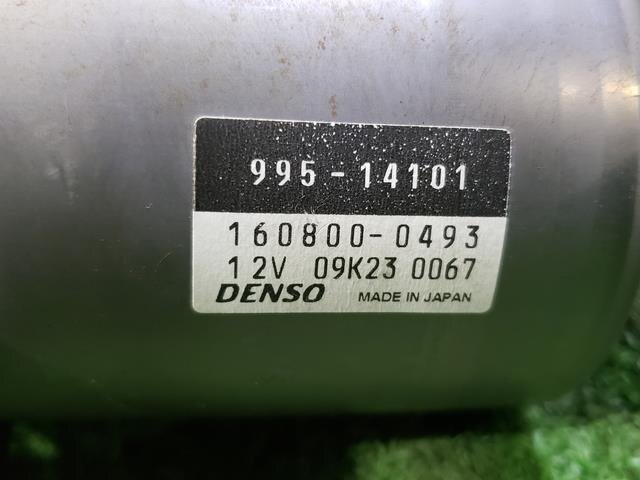 995-14101
160800-0493
12V 09K23 0067
DENSO MADE IN JAPAN